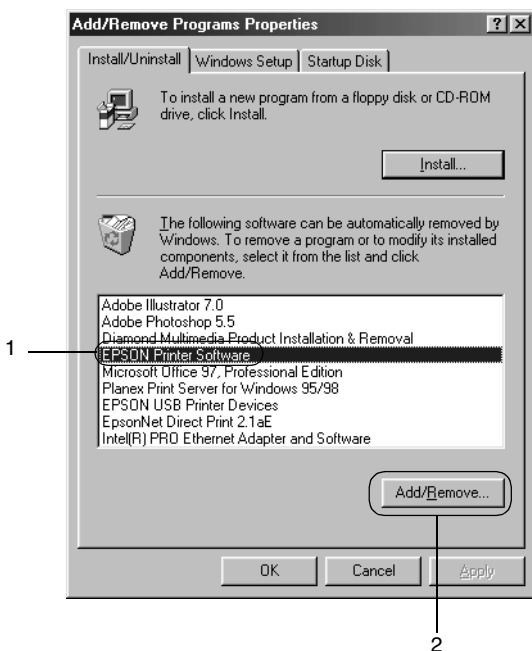 Add/Remove Programs Properties
Install/Uninstall
Windows Setup
Startup Disk
To install a new program from a floppy disk or CD-ROM
drive, click Install.
Install...
The following software can be automatically removed by
Windows. To remove a program or to modify its installed
components, select it from the list and click
Add/Remove.
Adobe Illustrator 7.0
Adobe Photoshop 5.5
Diamond Multimedia Product Installation & Removal
1
EPSON Printer Software
Microsoft Office 97, Professional Edition
Planex Print Server for Windows 95/98
EPSON USB Printer Devices
EpsonNet Direct Print 2.1aE
Intel(R) PRO Ethernet Adapter and Software
Add/Remove...
OK
Cancel
Apply
2